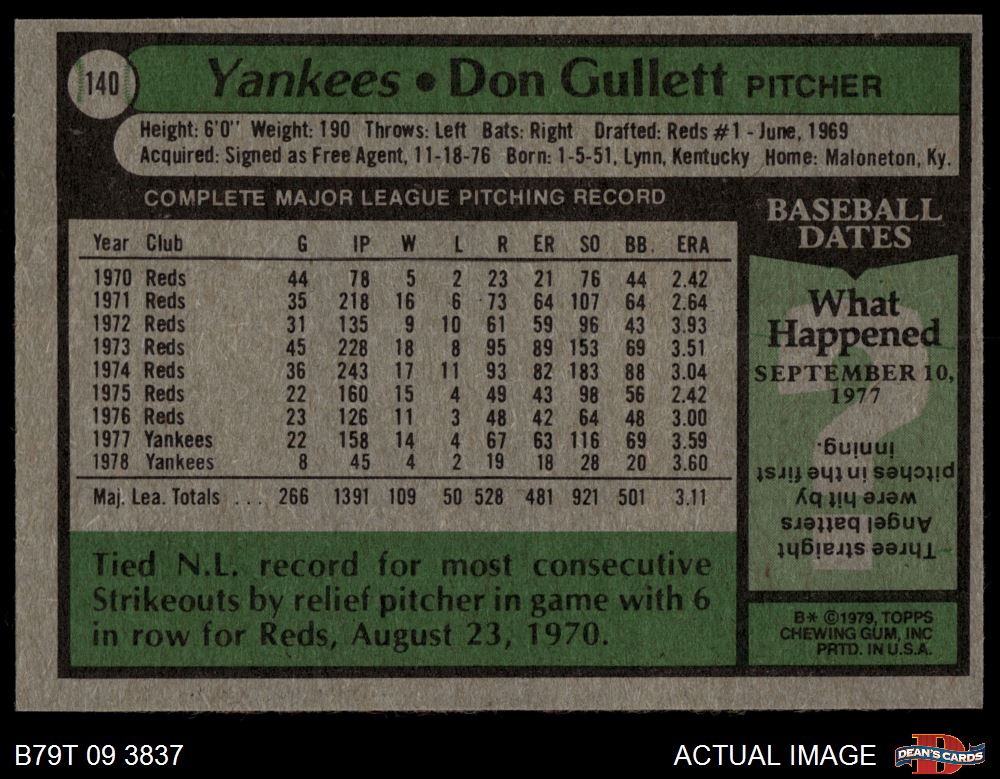 140
Yankees • Don Gullett PITCHER
Height: 6'0" Weight: 190 Throws: Left Bats: Right Drafted: Reds #1 - June, 1969
Acquired: Signed as Free Agent, 11-18-76 Born: 1-5-51, Lynn, Kentucky Home: Maloneton, Ky.
COMPLETE MAJOR LEAGUE PITCHING RECORD
Year Club G IP W L R ER SO BB. ERA
1970 Reds 44 78 5 2 23 21 76 44 2.42
1971 Reds 35 218 16 6 73 64 107 64 2.64
1972 Reds 31 135 9 10 61 59 96 43 3.93
1973 Reds 45 228 18 8 95 89 153 69 3.51
1974 Reds 36 243 17 11 93 82 183 88 3.04
1975 Reds 22 160 15 4 49 43 98 56 2.42
1976 Reds 23 126 11 3 48 42 64 48 3.00
1977 Yankees 22 158 14 4 67 63 116 69 3.59
1978 Yankees 8 45 4 2 19 18 28 20 3.60
Maj. Lea. Totals ... 266 1391 109 50 528 481 921 501 3.11
Tied N.L. record for most consecutive
Strikeouts by relief pitcher in game with 6
in row for Reds, August 23, 1970.
BASEBALL
DATES
What
Happened
?
SEPTEMBER 10,
1977
Three straight
Angel batters
were hit by
pitches in the first
inning.
B* ©1979, TOPPS
CHEWING GUM, INC
PRTD. IN U.S.A.
B79T 09 3837
ACTUAL IMAGE
DEAN'S CARDS